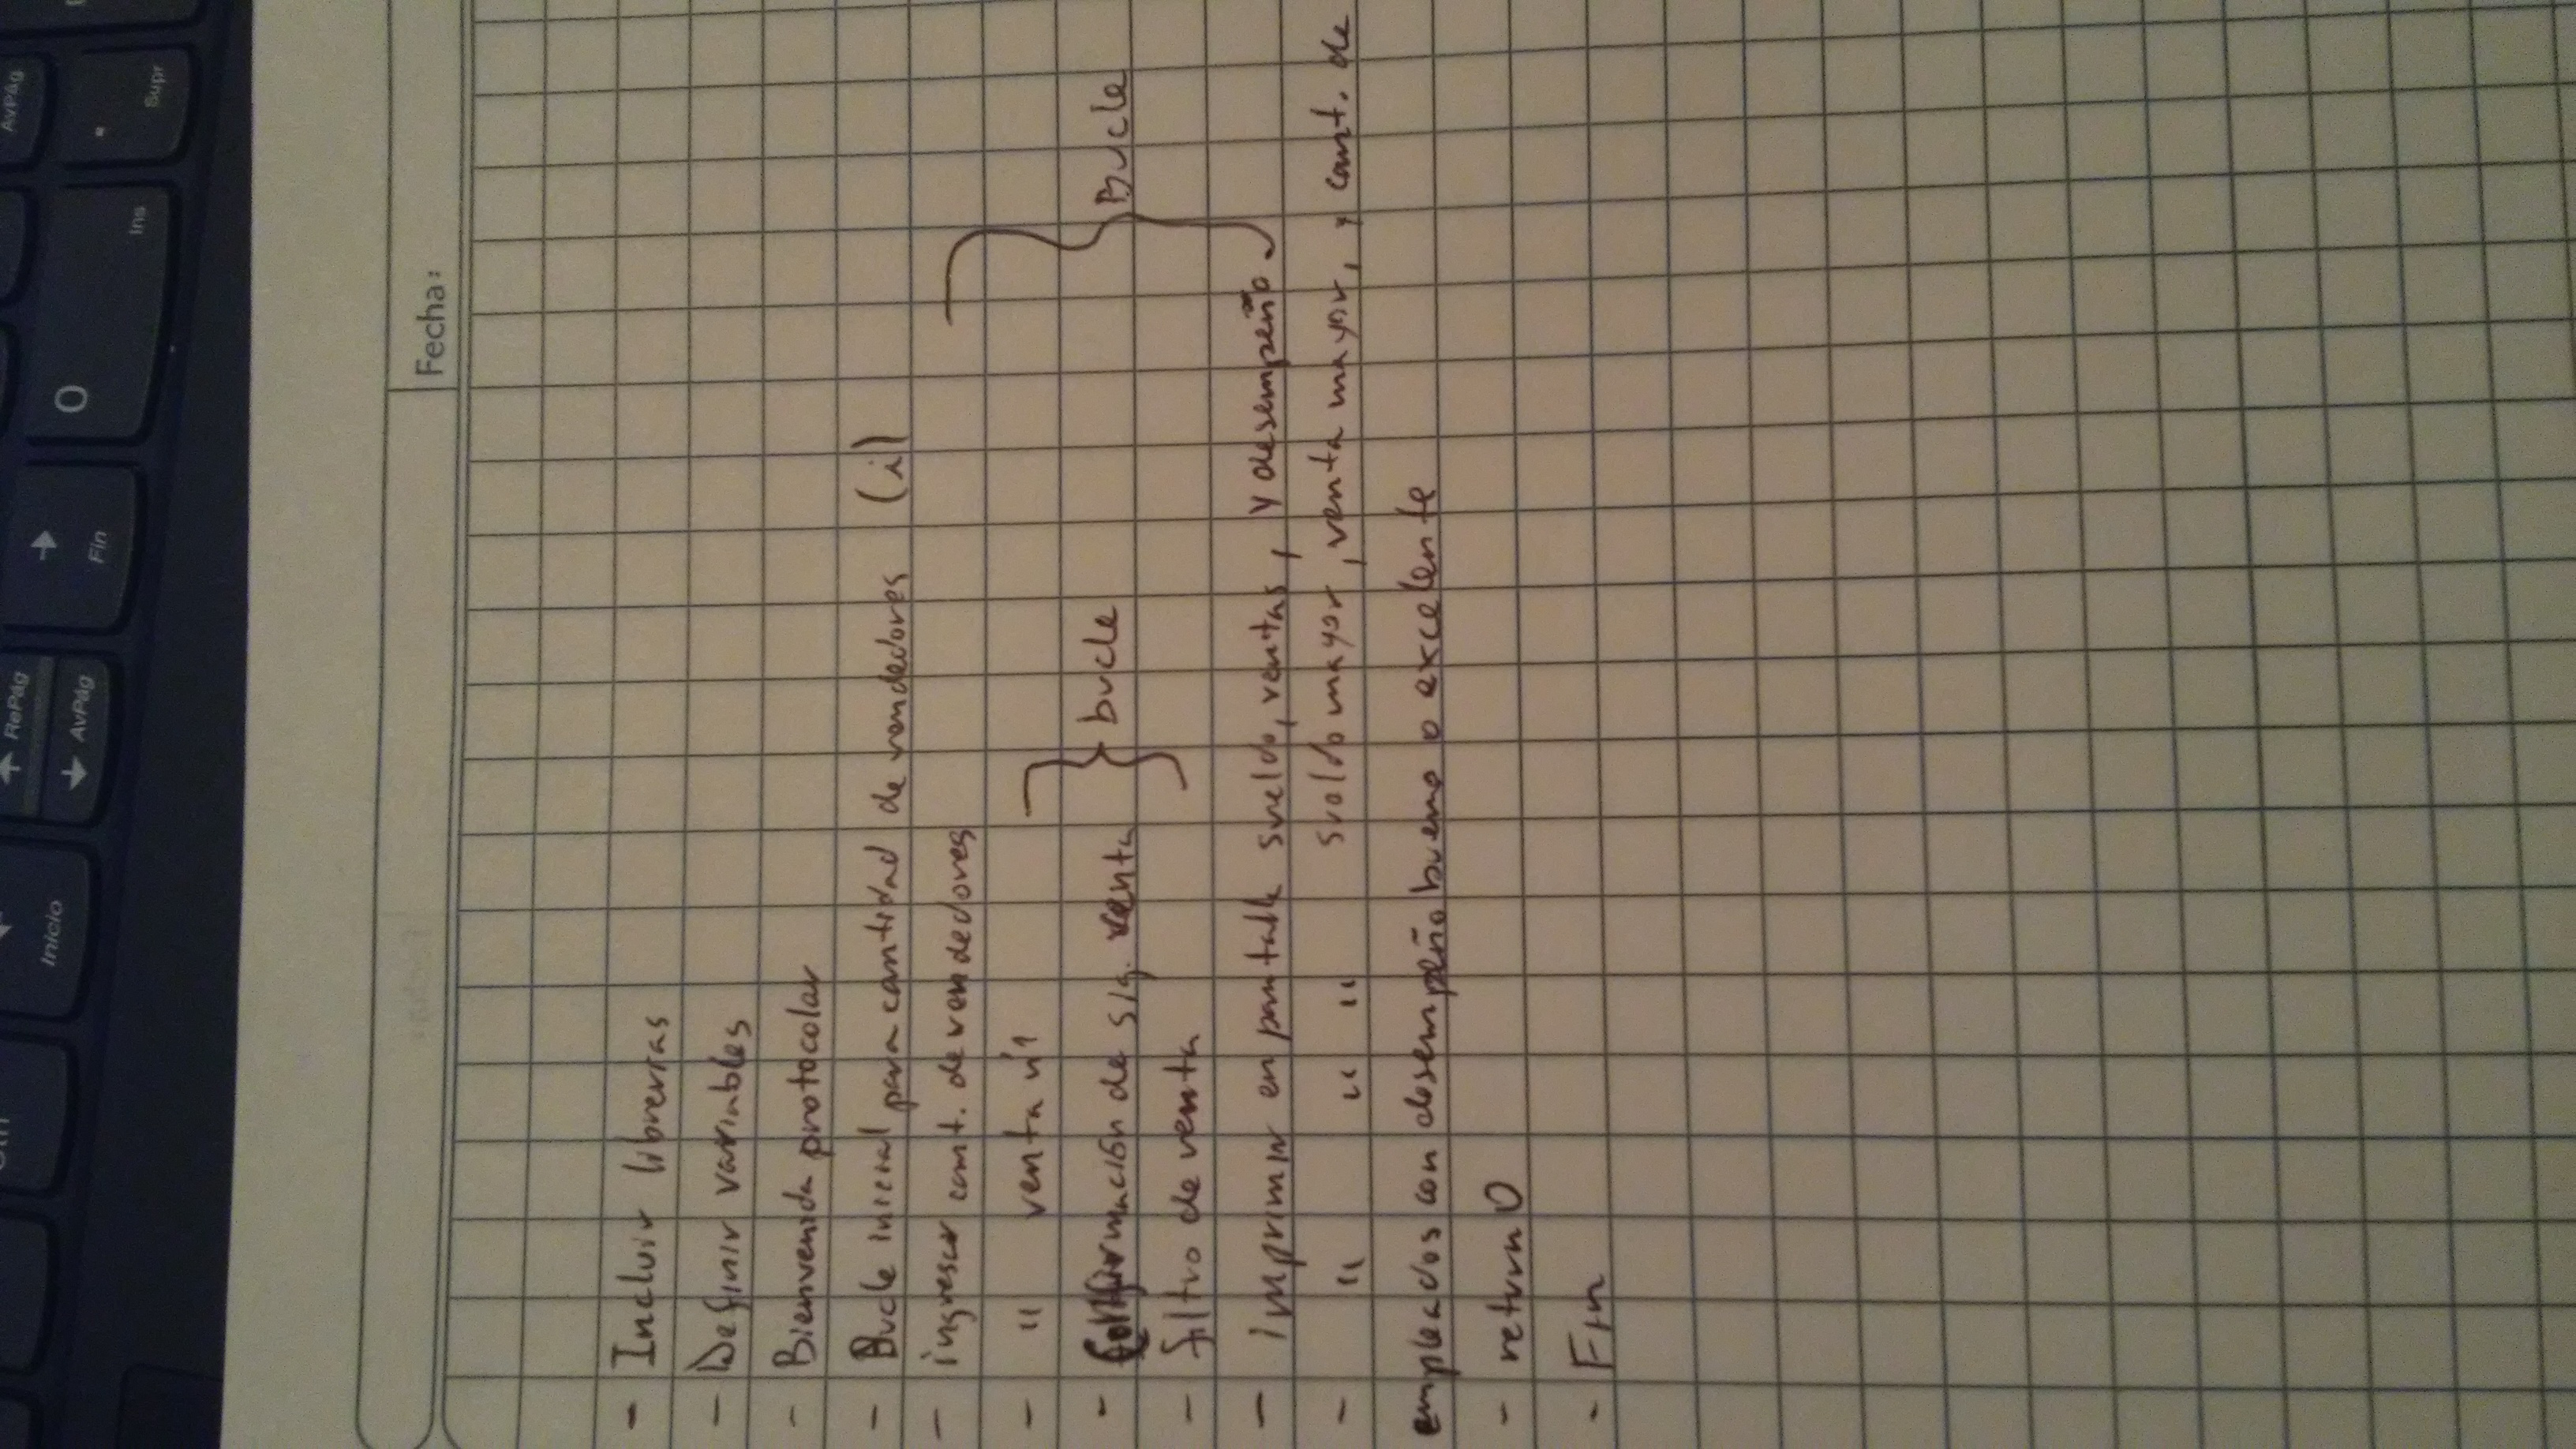 Inicio
RePág
AvPág
Fin
0
Ins
AvPág
Supr
Fecha:
- Incluir librerias
- Definir variables
- Bienvenida protocolar
- Bucle inicial para cantidad de vendedores (i)
- ingresar cant. de vendedores
- " venta n°1
- Confirmación de sig. venta } bucle } Bucle
- filtro de venta
- imprimir en pantalla sueldo, ventas, y desempeño
- " " " sueldo mayor, venta mayor, y cant. de
empleados con desempeño bueno o excelente
- return 0
- Fin